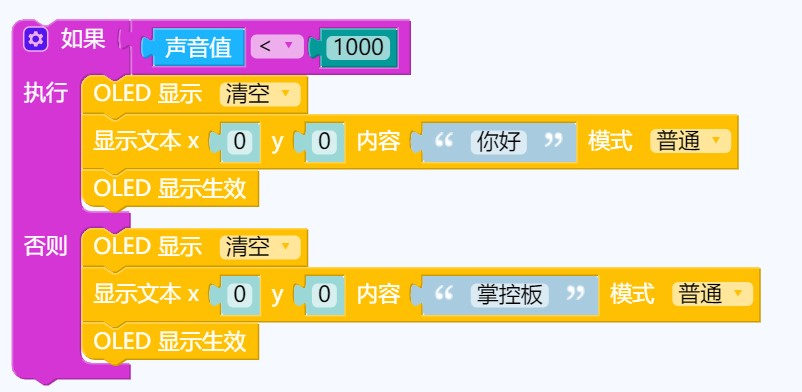 如果 声音值 < 1000
执行 OLED 显示 清空
显示文本 x 0 y 0 内容 “ 你好 ” 模式 普通
OLED 显示生效
否则 OLED 显示 清空
显示文本 x 0 y 0 内容 “ 掌控板 ” 模式 普通
OLED 显示生效